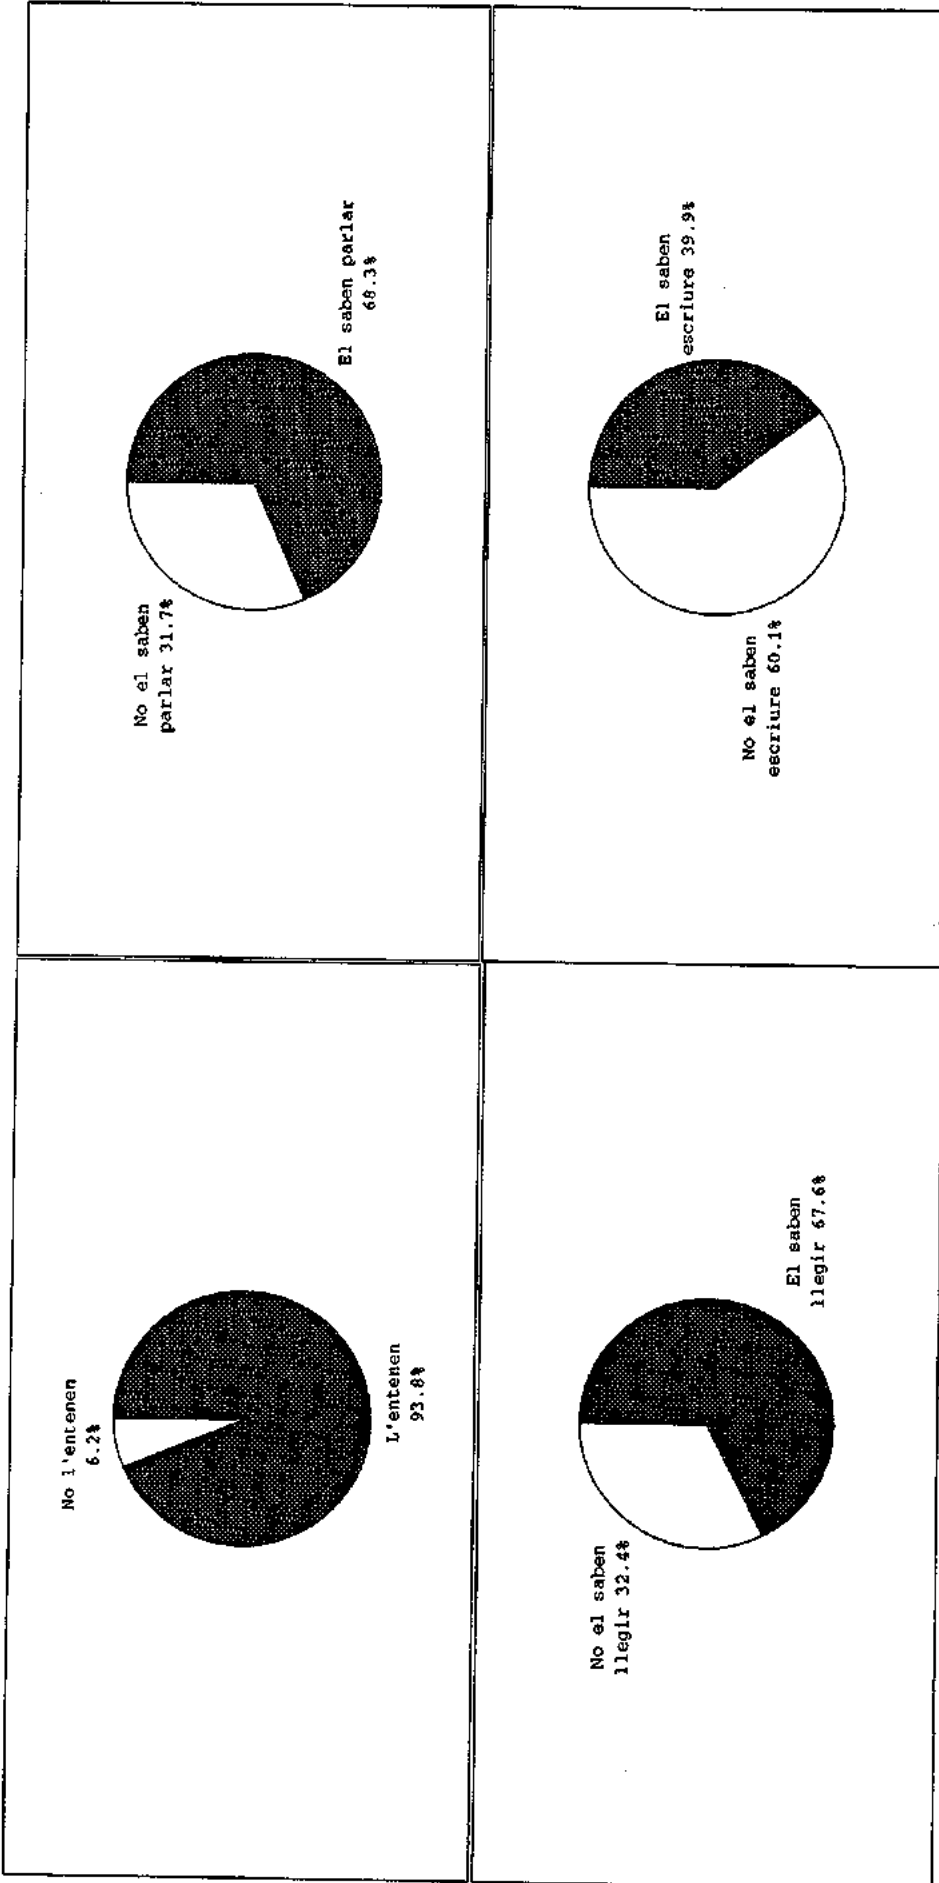 No l'entenen
6.2%
L'entenen
93.8%
No el saben
parlar 31.7%
El saben parlar
68.3%
No el saben
llegir 32.4%
El saben
llegir 67.6%
El saben
escriure 39.9%
No el saben
escriure 60.1%